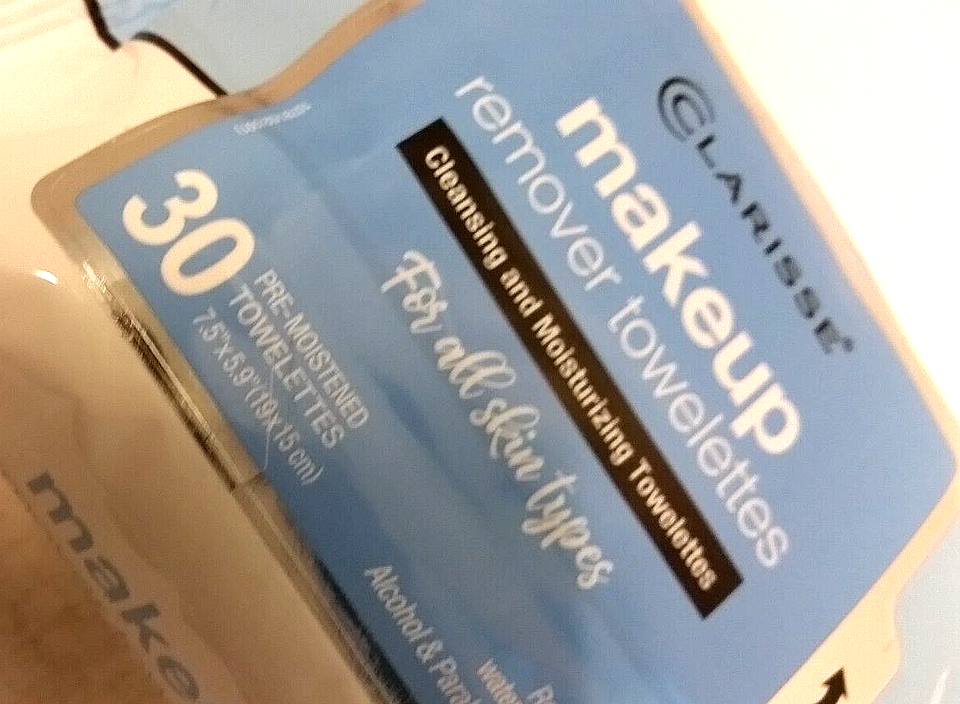 CLARISSE®
makeup
remover towelettes
Cleansing and Moisturizing Towelettes
For all skin types
30
PRE-MOISTENED
TOWELETTES
7.5"x5.9"(19x15 cm)
Alcohol &
make